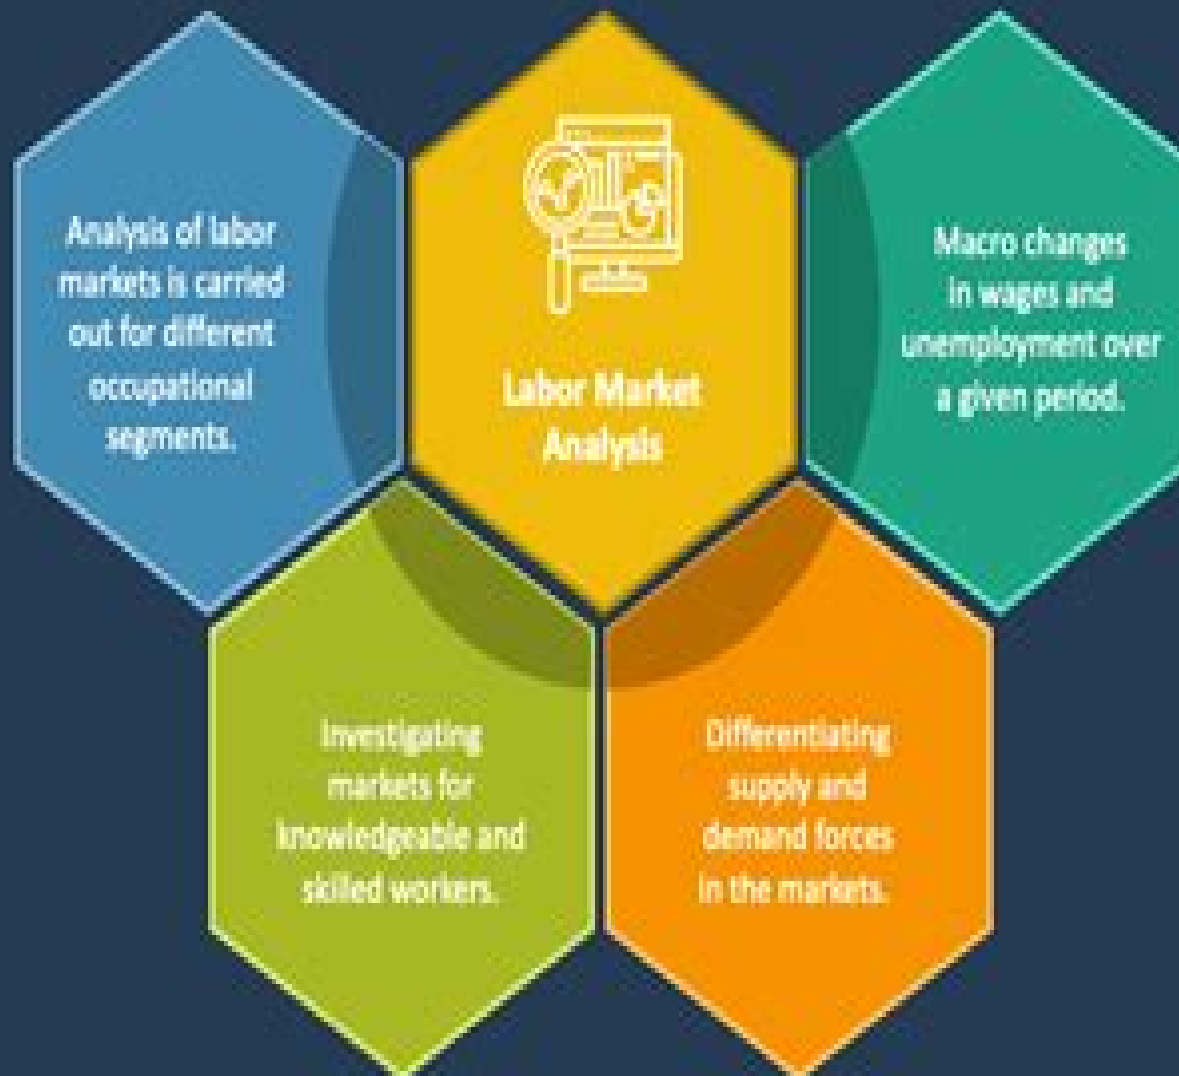 Analysis of labor
markets is carried
out for different
occupational
segments.
Labor Market
Analysis
Macro changes
in wages and
unemployment over
a given period.
Investigating
markets for
knowledgeable and
skilled workers.
Differentiating
supply and
demand forces
in the markets.